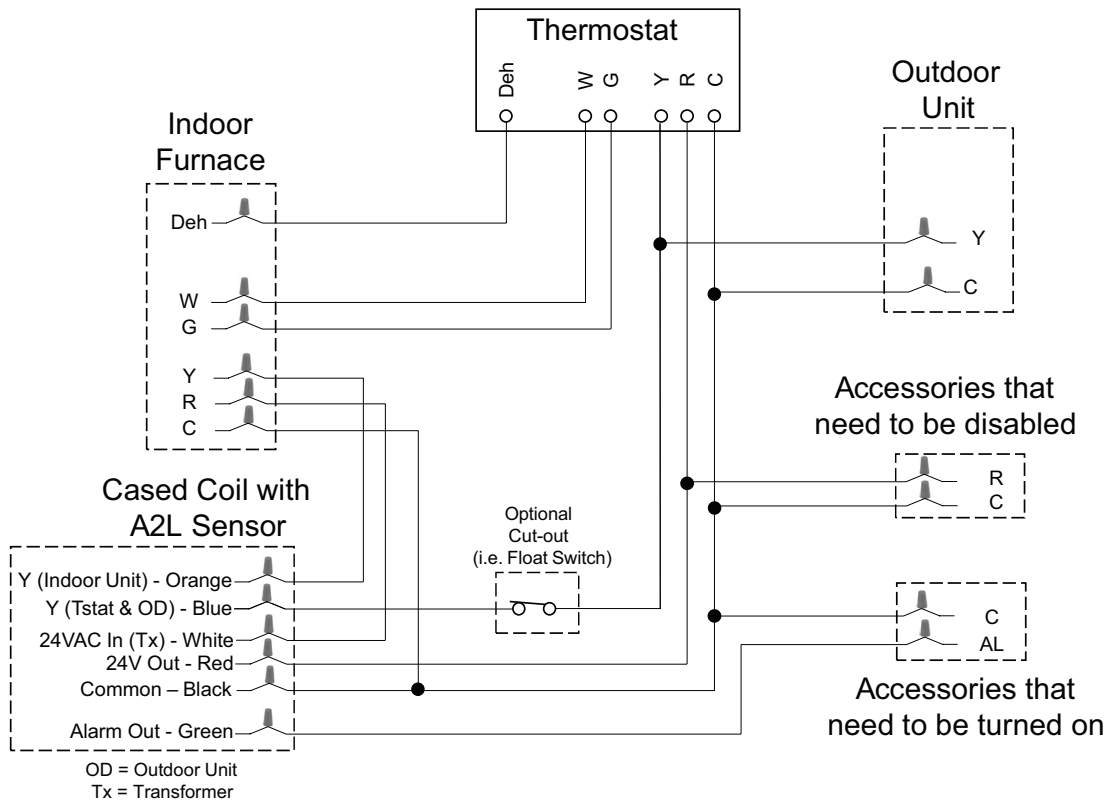 Thermostat
Deh
W
G
Y
R
C
Outdoor
Unit
Y
C
Indoor
Furnace
Deh
W
G
Y
R
C
Accessories that
need to be disabled
R
C
Cased Coil with
A2L Sensor
Optional
Cut-out
(i.e. Float Switch)
Y (Indoor Unit) - Orange
Y (Tstat & OD) - Blue
24VAC In (Tx) - White
24V Out - Red
Common – Black
Alarm Out - Green
C
AL
Accessories that
need to be turned on
OD = Outdoor Unit
Tx = Transformer